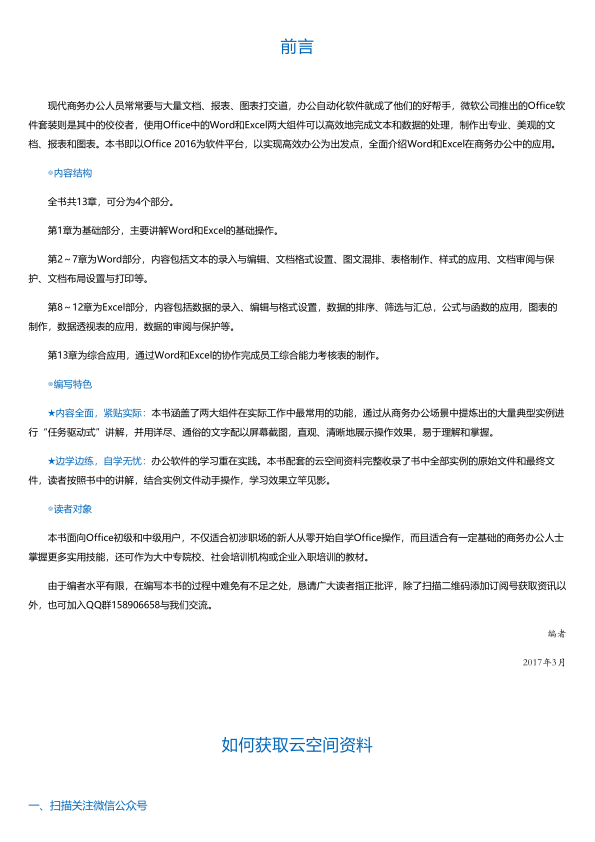 前言
现代商务办公人员常常要与大量文档、报表、图表打交道，办公自动化软件就成了他们的好帮手，微软公司推出的Office软
件套装则是其中的佼佼者，使用Office中的Word和Excel两大组件可以高效地完成文本和数据的处理，制作出专业、美观的文
档、报表和图表。本书即以Office 2016为软件平台，以实现高效办公为出发点，全面介绍Word和Excel在商务办公中的应用。
◎内容结构
全书共13章，可分为4个部分。
第1章为基础部分，主要讲解Word和Excel的基础操作。
第2～7章为Word部分，内容包括文本的录入与编辑、文档格式设置、图文混排、表格制作、样式的应用、文档审阅与保
护、文档布局设置与打印等。
第8～12章为Excel部分，内容包括数据的录入、编辑与格式设置，数据的排序、筛选与汇总，公式与函数的应用，图表的
制作，数据透视表的应用，数据的审阅与保护等。
第13章为综合应用，通过Word和Excel的协作完成员工综合能力考核表的制作。
◎编写特色
★内容全面，紧贴实际：本书涵盖了两大组件在实际工作中最常用的功能，通过从商务办公场景中提炼出的大量典型实例进
行“任务驱动式”讲解，并用详尽、通俗的文字配以屏幕截图，直观、清晰地展示操作效果，易于理解和掌握。
★边学边练，自学无忧：办公软件的学习重在实践。本书配套的云空间资料完整收录了书中全部实例的原始文件和最终文
件，读者按照书中的讲解，结合实例文件动手操作，学习效果立竿见影。
◎读者对象
本书面向Office初级和中级用户，不仅适合初涉职场的新人从零开始自学Office操作，而且适合有一定基础的商务办公人士
掌握更多实用技能，还可作为大中专院校、社会培训机构或企业入职培训的教材。
由于编者水平有限，在编写本书的过程中难免有不足之处，恳请广大读者指正批评，除了扫描二维码添加订阅号获取资讯以
外，也可加入QQ群158906658与我们交流。
编者
2017年3月
如何获取云空间资料
一、扫描关注微信公众号